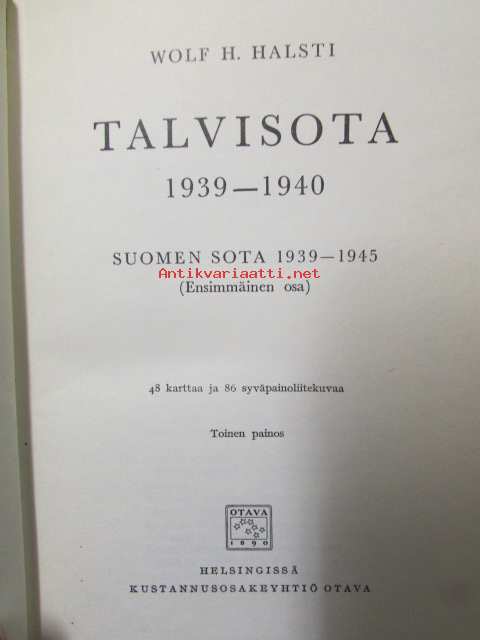 WOLF H. HALSTI
TALVISOTA
1939—1940
SUOMEN SOTA 1939—1945
Antikvariaatti.net
(Ensimmäinen osa)
48 karttaa ja 86 syväpainoliitekuvaa
Toinen painos
OTAVA
1890
HELSINGISSÄ
KUSTANNUSOSAKEYHTIÖ OTAVA